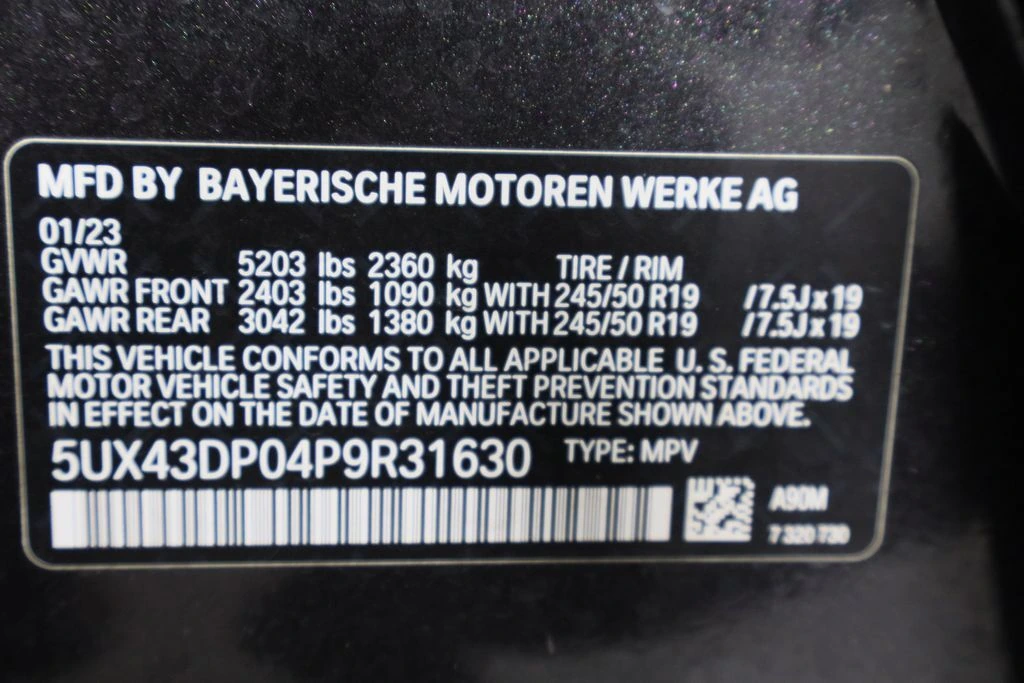 MFD BY BAYERISCHE MOTOREN WERKE AG
01/23
GVWR 5203 lbs 2360 kg TIRE / RIM
GAWR FRONT 2403 lbs 1090 kg WITH 245/50 R19 /7.5J x 19
GAWR REAR 3042 lbs 1380 kg WITH 245/50 R19 /7.5J x 19
THIS VEHICLE CONFORMS TO ALL APPLICABLE U. S. FEDERAL
MOTOR VEHICLE SAFETY AND THEFT PREVENTION STANDARDS
IN EFFECT ON THE DATE OF MANUFACTURE SHOWN ABOVE.
5UX43DP04P9R31630 TYPE: MPV
A90M
7 320 730